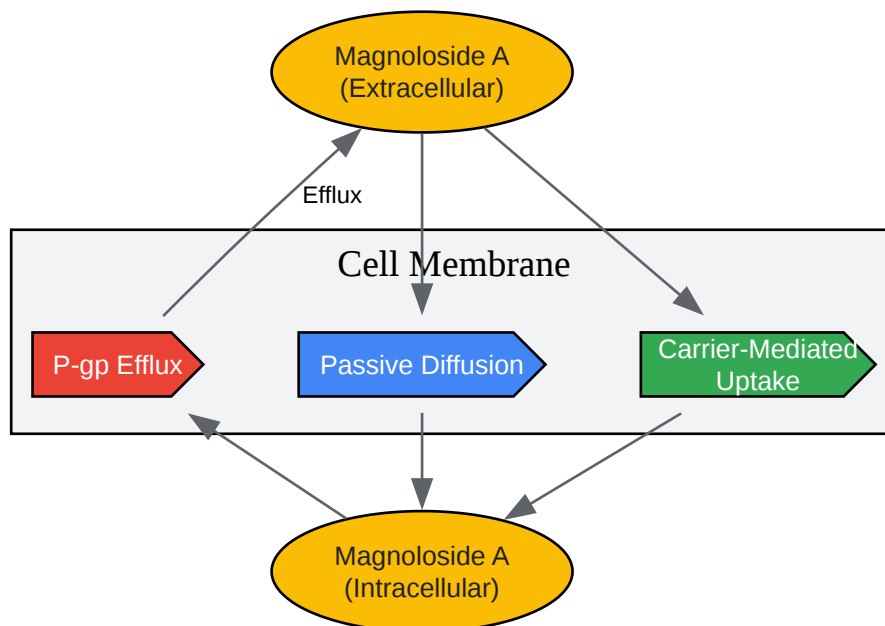 Magnoloside A
(Extracellular)
Efflux
Cell Membrane
P-gp Efflux
Passive Diffusion
Carrier-Mediated
Uptake
Magnoloside A
(Intracellular)